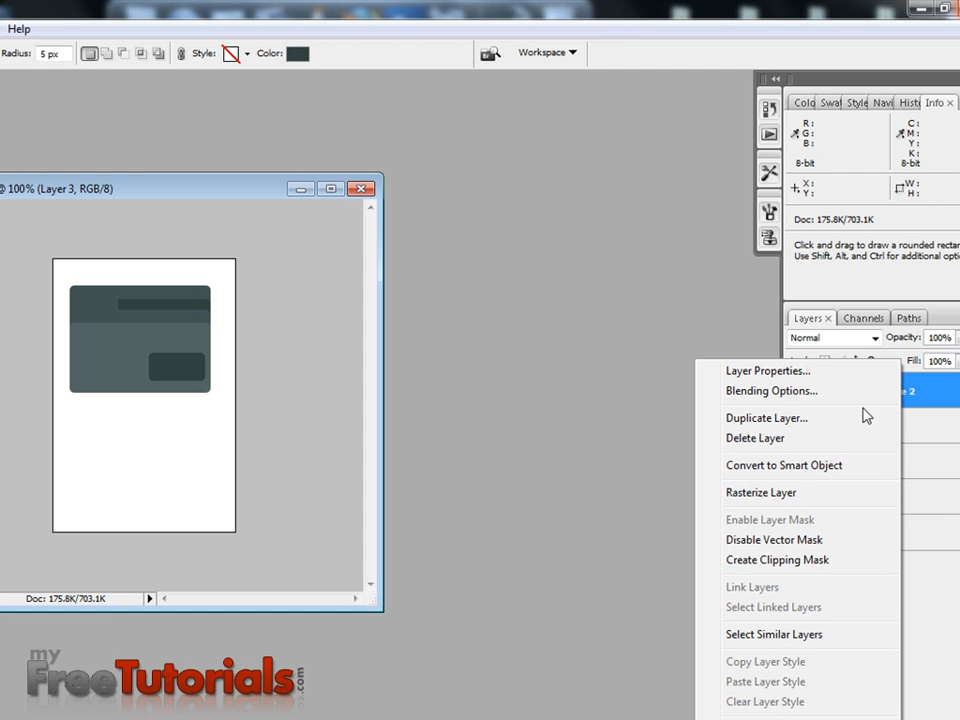 Help
Radius: 5 px Style: Color: Workspace
Colo Swat Style Navi Histo Info x
R: C:
G: M:
B: Y:
K:
8-bit 8-bit
X: W:
Y: H:
Doc: 175.8K/703.1K
Click and drag to draw a rounded recta
Use Shift, Alt, and Ctrl for additional optio
@ 100% (Layer 3, RGB/8)
Layers x Channels Paths
Normal Opacity: 100%
Fill: 100%
e 2
Layer Properties...
Blending Options...
Duplicate Layer...
Delete Layer
Convert to Smart Object
Rasterize Layer
Enable Layer Mask
Disable Vector Mask
Create Clipping Mask
Link Layers
Select Linked Layers
Select Similar Layers
Copy Layer Style
Paste Layer Style
Clear Layer Style
Doc: 175.8K/703.1K
my
FreeTutorials.com